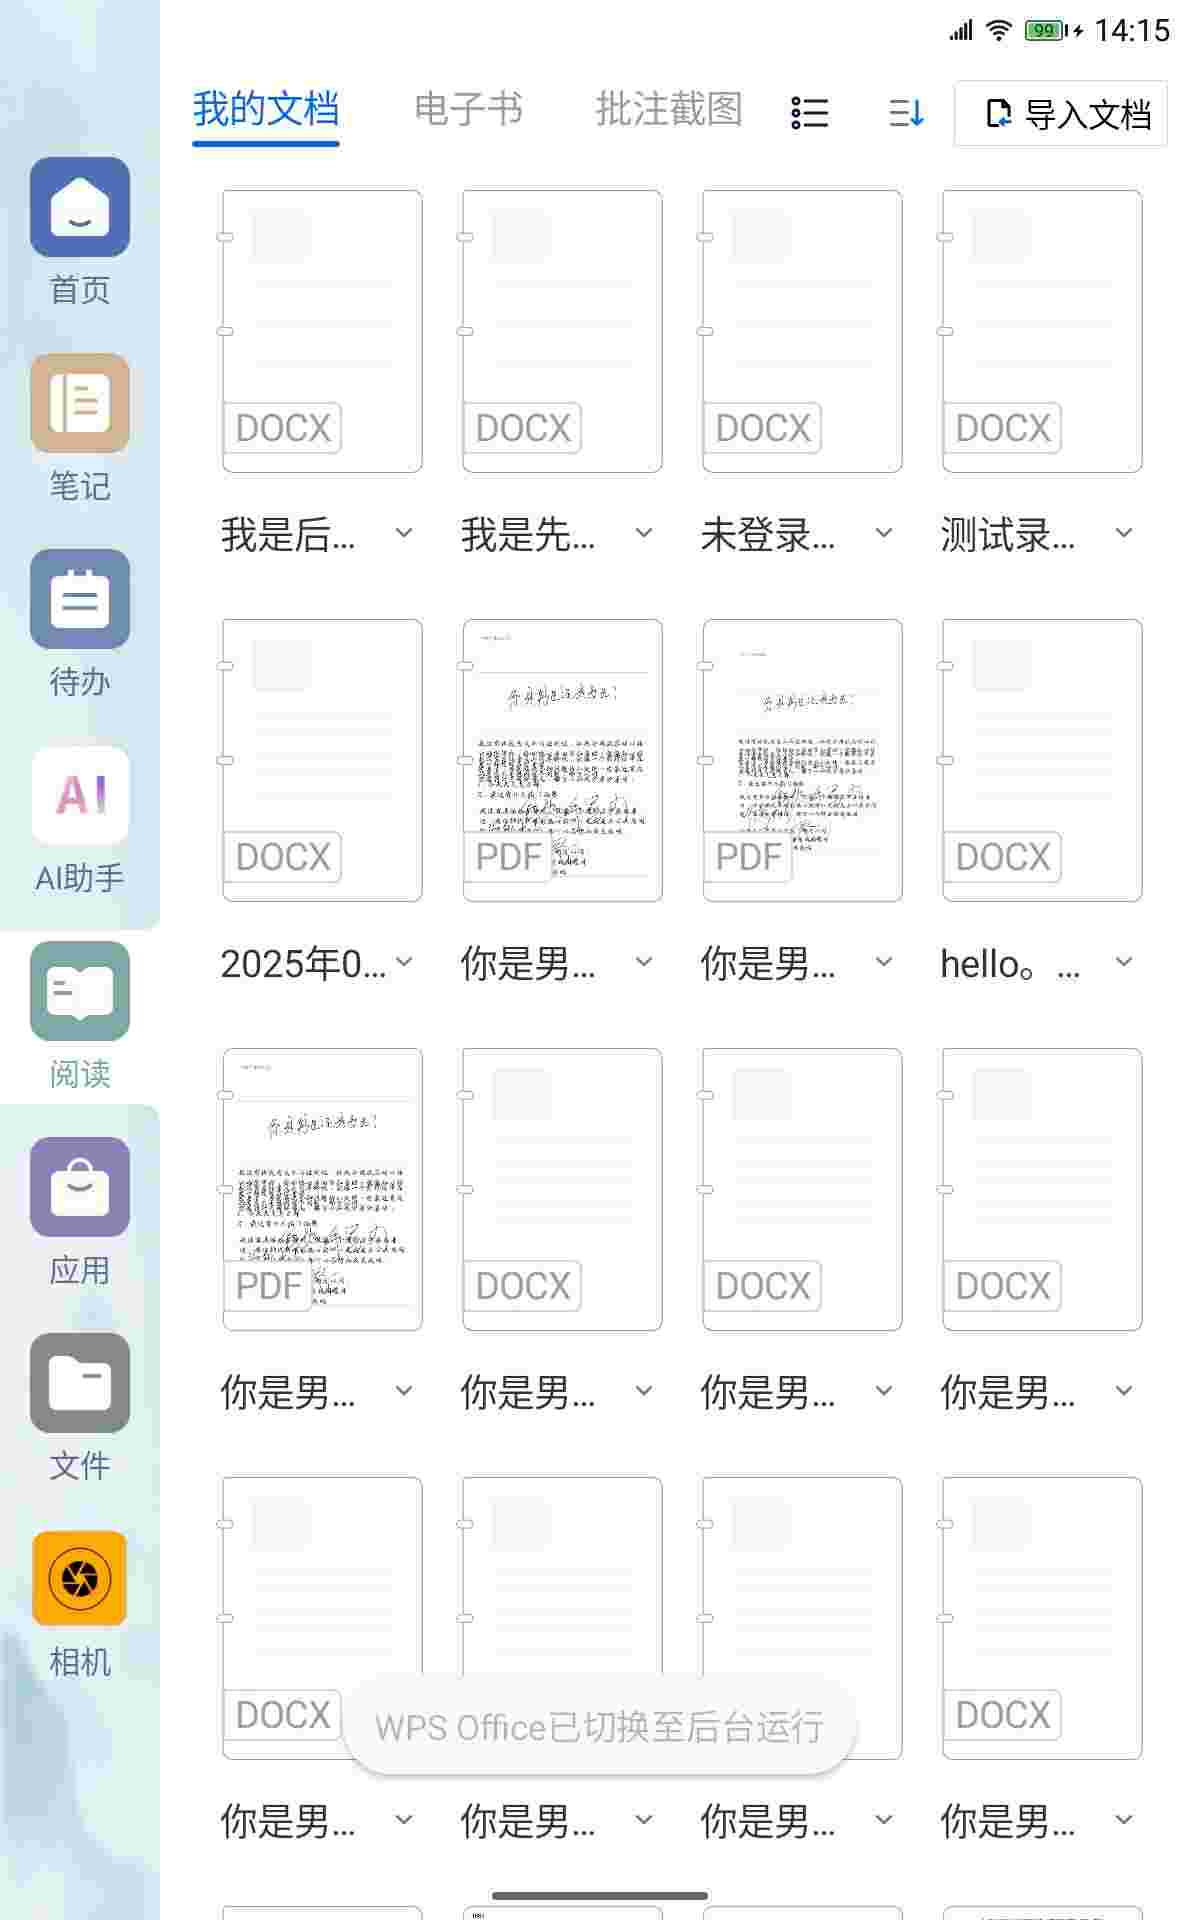 99 14:15
我的文档 电子书 批注截图 导入文档
首页
笔记
待办
AI
AI助手
阅读
应用
文件
相机
DOCX DOCX DOCX DOCX
我是后... 我是先... 未登录... 测试录...
DOCX PDF PDF DOCX
2025年0... 你是男... 你是男... hello。...
PDF DOCX DOCX DOCX
你是男... 你是男... 你是男... 你是男...
DOCX DOCX
WPS Office已切换至后台运行
你是男... 你是男... 你是男... 你是男...